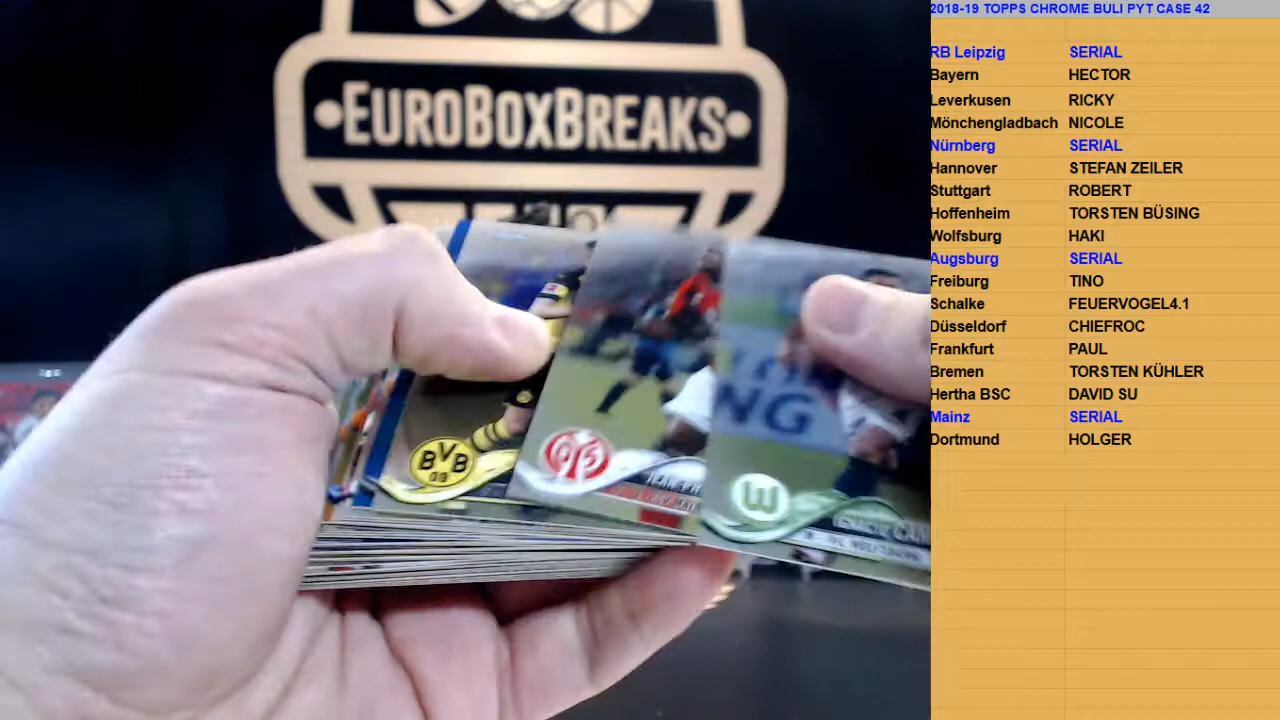 2018-19 TOPPS CHROME BULI PYT CASE 42
RB Leipzig SERIAL
Bayern HECTOR
Leverkusen RICKY
Mönchengladbach NICOLE
Nürnberg SERIAL
Hannover STEFAN ZEILER
Stuttgart ROBERT
Hoffenheim TORSTEN BÜSING
Wolfsburg HAKI
Augsburg SERIAL
Freiburg TINO
Schalke FEUERVOGEL4.1
Düsseldorf CHIEFROC
Frankfurt PAUL
Bremen TORSTEN KÜHLER
Hertha BSC DAVID SU
Mainz SERIAL
Dortmund HOLGER
EUROBOXBREAKS
BVB
09
NG
W